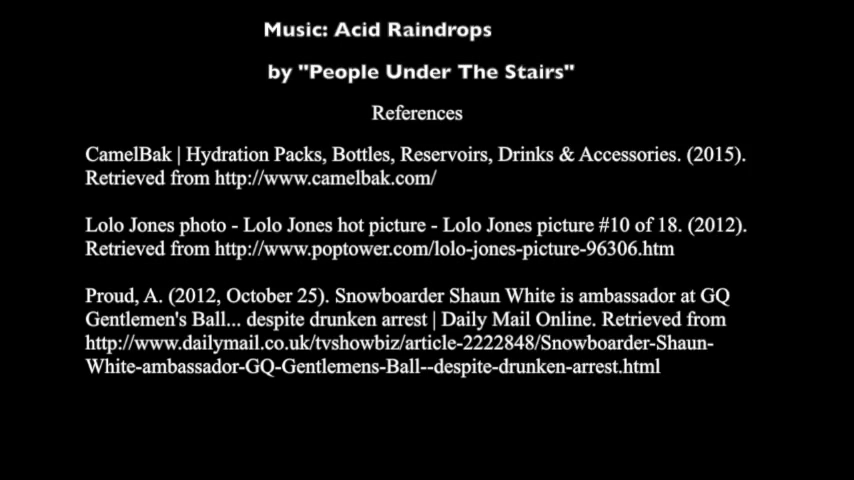 Music: Acid Raindrops
by "People Under The Stairs"
References
CamelBak | Hydration Packs, Bottles, Reservoirs, Drinks & Accessories. (2015).
Retrieved from http://www.camelbak.com/
Lolo Jones photo - Lolo Jones hot picture - Lolo Jones picture #10 of 18. (2012).
Retrieved from http://www.poptower.com/lolo-jones-picture-96306.htm
Proud, A. (2012, October 25). Snowboarder Shaun White is ambassador at GQ
Gentlemen's Ball... despite drunken arrest | Daily Mail Online. Retrieved from
http://www.dailymail.co.uk/tvshowbiz/article-2222848/Snowboarder-Shaun-
White-ambassador-GQ-Gentlemens-Ball--despite-drunken-arrest.html